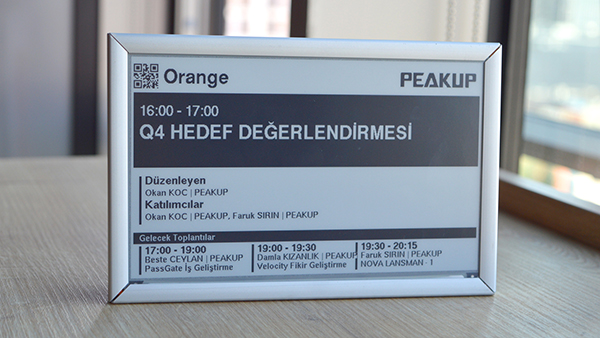 Orange
PEAKUP
16:00 - 17:00
Q4 HEDEF DEĞERLENDİRMESİ
Düzenleyen
Okan KOC | PEAKUP
Katılımcılar
Okan KOC | PEAKUP, Faruk SIRIN | PEAKUP
Gelecek Toplantılar
17:00 - 19:00
Beste CEYLAN | PEAKUP
PassGate İş Geliştirme
19:00 - 19:30
Damla KIZANLIK | PEAKUP
Velocity Fikir Geliştirme
19:30 - 20:15
Faruk SIRIN | PEAKUP
NOVA LANSMAN - 1